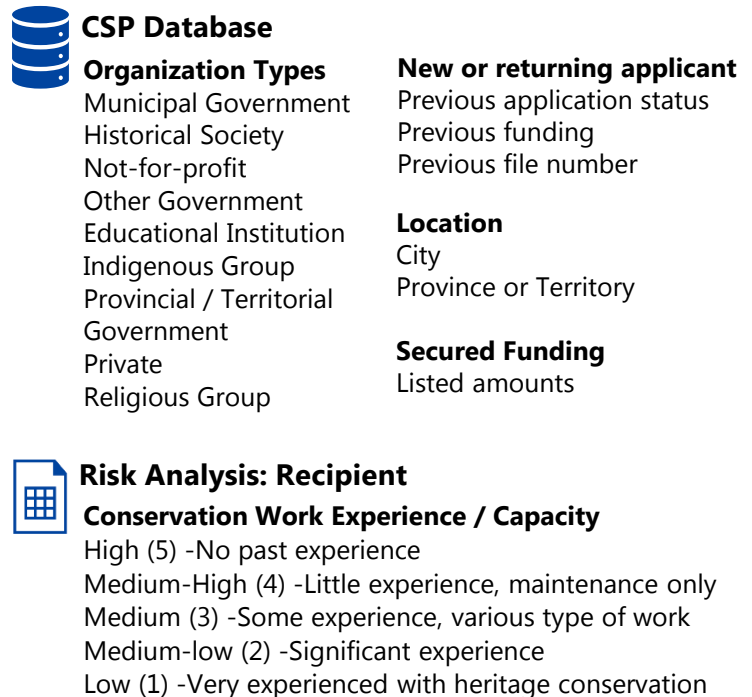 CSP Database
Organization Types
Municipal Government
Historical Society
Not-for-profit
Other Government
Educational Institution
Indigenous Group
Provincial / Territorial
Government
Private
Religious Group
New or returning applicant
Previous application status
Previous funding
Previous file number
Location
City
Province or Territory
Secured Funding
Listed amounts
Risk Analysis: Recipient
Conservation Work Experience / Capacity
High (5) -No past experience
Medium-High (4) -Little experience, maintenance only
Medium (3) -Some experience, various type of work
Medium-low (2) -Significant experience
Low (1) -Very experienced with heritage conservation